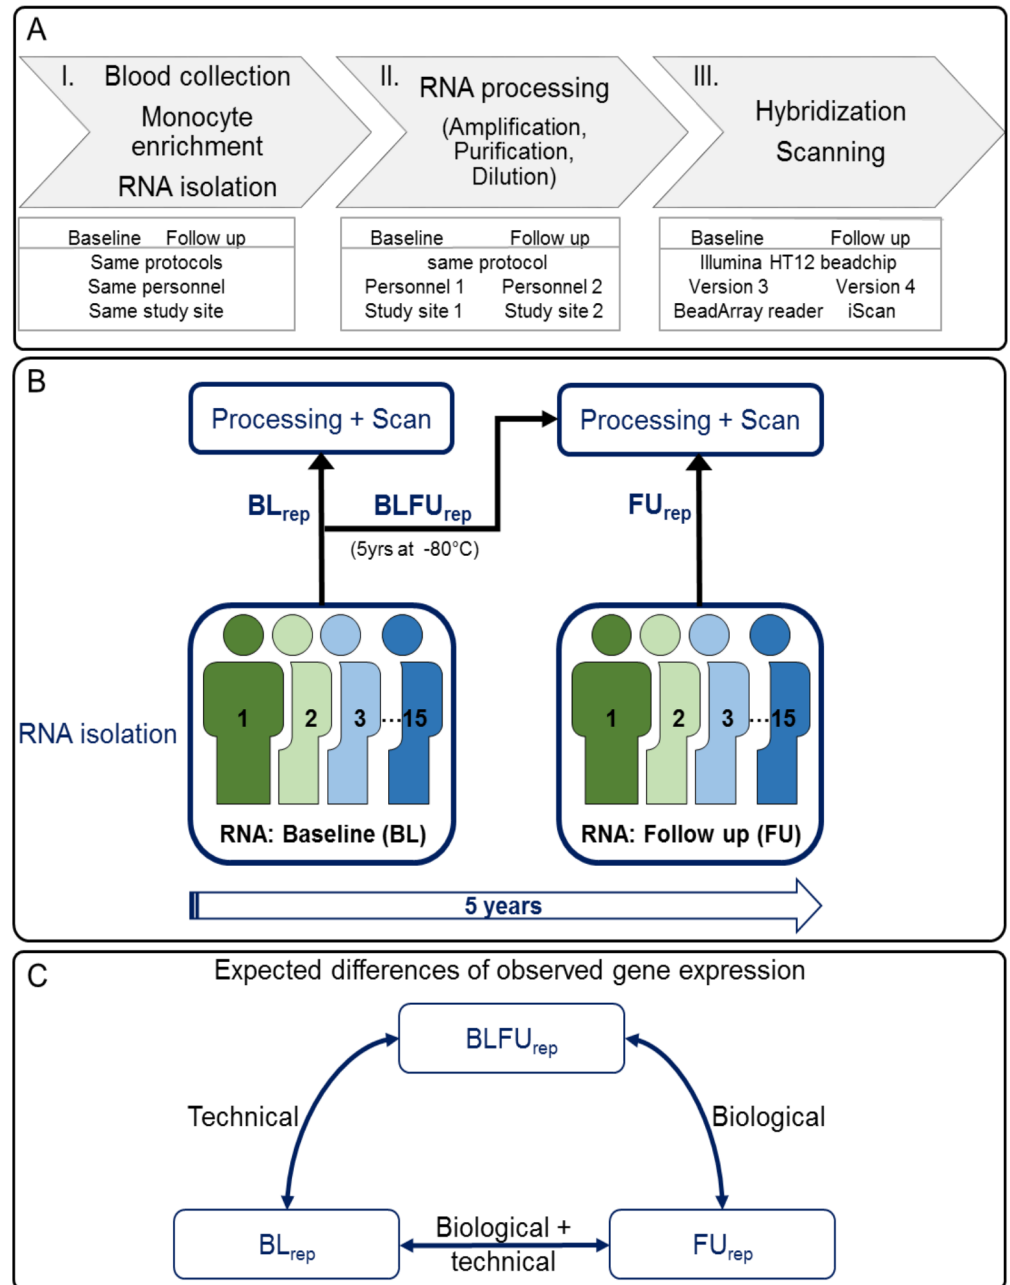 A
I. Blood collection
Monocyte
enrichment
RNA isolation
II. RNA processing
(Amplification,
Purification,
Dilution)
III.
Hybridization
Scanning
Baseline Follow up
Same protocols
Same personnel
Same study site
Baseline Follow up
same protocol
Personnel 1 Personnel 2
Study site 1 Study site 2
Baseline Follow up
Illumina HT12 beadchip
Version 3 Version 4
BeadArray reader iScan
B
Processing + Scan Processing + Scan
BLrep BLFUrep FUrep
(5yrs at -80°C)
RNA isolation
1 2 3 ...15
1 2 3 ...15
RNA: Baseline (BL) RNA: Follow up (FU)
5 years
C
Expected differences of observed gene expression
BLFUrep
Technical Biological
BLrep
Biological +
technical
FUrep